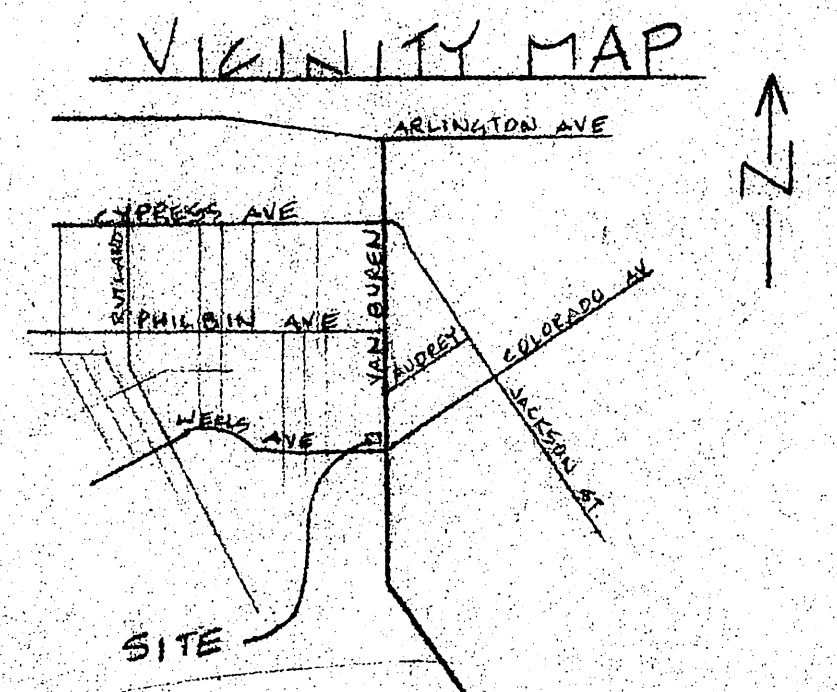 VICINITY MAP
ARLINGTON AVE
N
CYPRESS AVE
RUTLAND
VAN BUREN
PHILBIN AVE
AUDREY
COLORADO AV
JACKSON ST.
WELLS AVE
SITE